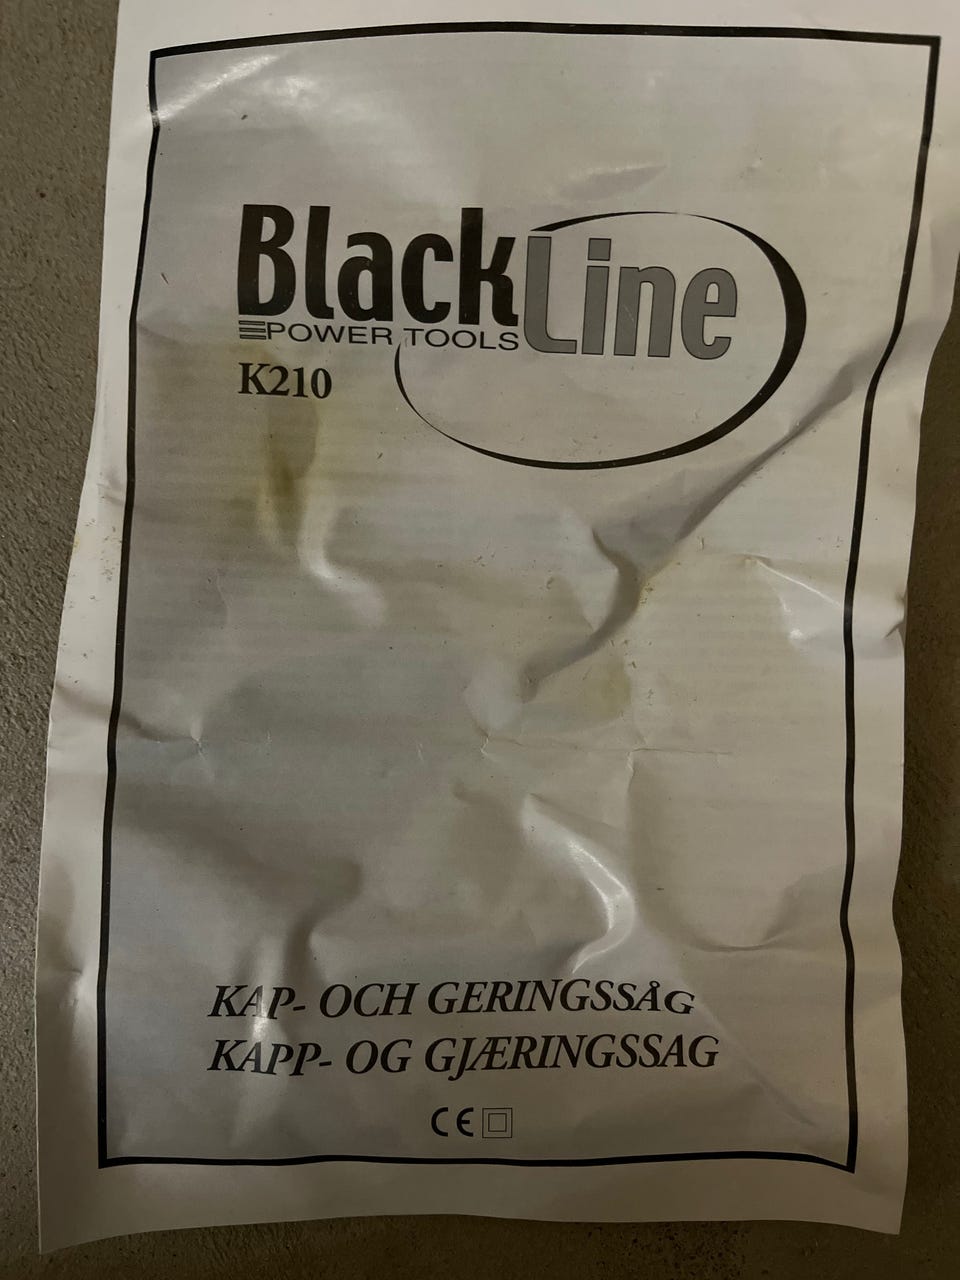 BlackLine
POWER TOOLS
K210
KAP- OCH GERINGSSÅG
KAPP- OG GJÆRINGSSAG
CE